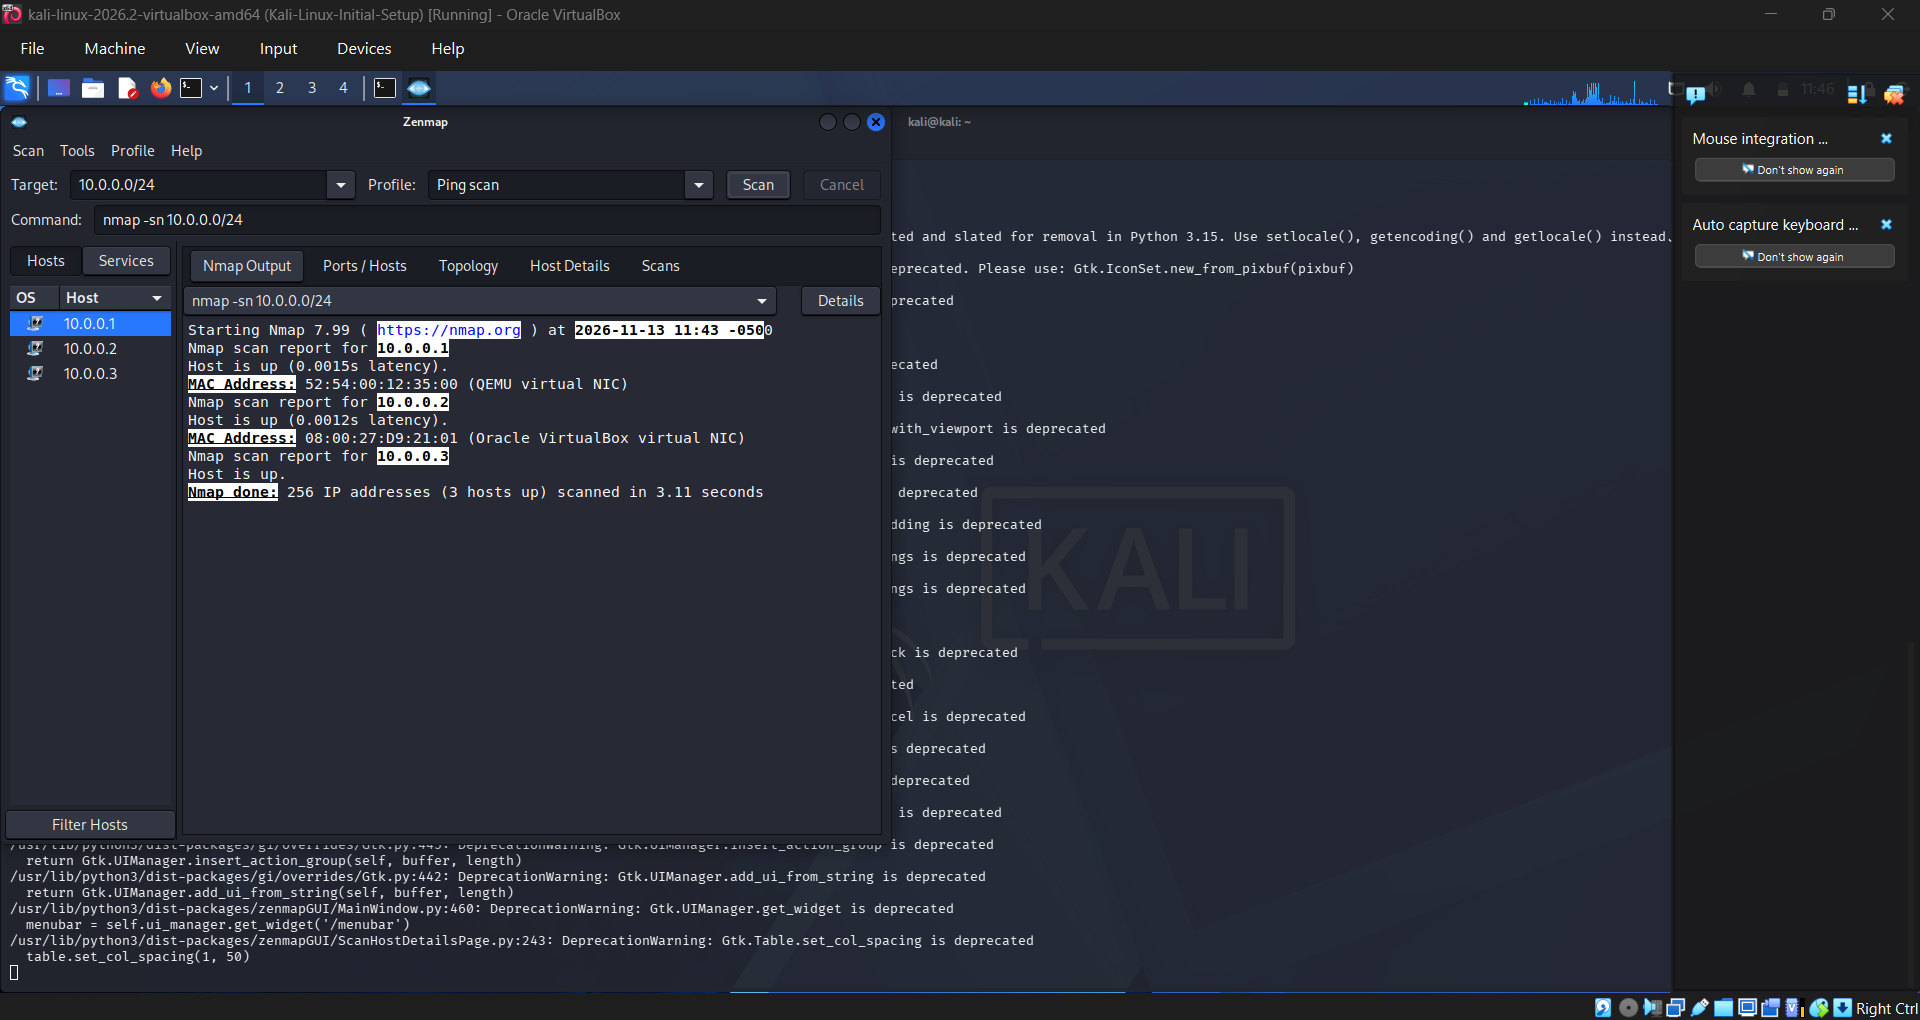 kali-linux-2026.2-virtualbox-amd64 (Kali-Linux-Initial-Setup) [Running] - Oracle VirtualBox
File Machine View Input Devices Help
1 2 3 4
11:46
Zenmap
kali@kali: ~
Scan Tools Profile Help
Target: 10.0.0.0/24 Profile: Ping scan Scan Cancel
Command: nmap -sn 10.0.0.0/24
Hosts Services
Nmap Output Ports / Hosts Topology Host Details Scans
OS Host
nmap -sn 10.0.0.0/24 Details
10.0.0.1
10.0.0.2
10.0.0.3
Starting Nmap 7.99 ( https://nmap.org ) at 2026-11-13 11:43 -0500
Nmap scan report for 10.0.0.1
Host is up (0.0015s latency).
MAC Address: 52:54:00:12:35:00 (QEMU virtual NIC)
Nmap scan report for 10.0.0.2
Host is up (0.0012s latency).
MAC Address: 08:00:27:D9:21:01 (Oracle VirtualBox virtual NIC)
Nmap scan report for 10.0.0.3
Host is up.
Nmap done: 256 IP addresses (3 hosts up) scanned in 3.11 seconds
Filter Hosts
ted and slated for removal in Python 3.15. Use setlocale(), getencoding() and getlocale() instead.
eprecated. Please use: Gtk.IconSet.new_from_pixbuf(pixbuf)
precated
ecated
is deprecated
with_viewport is deprecated
is deprecated
deprecated
dding is deprecated
ngs is deprecated
ngs is deprecated
ck is deprecated
ted
cel is deprecated
s deprecated
deprecated
is deprecated
KALI
/usr/lib/python3/dist-packages/gi/overrides/Gtk.py:445: DeprecationWarning: Gtk.UIManager.insert_action_group is deprecated
return Gtk.UIManager.insert_action_group(self, buffer, length)
/usr/lib/python3/dist-packages/gi/overrides/Gtk.py:442: DeprecationWarning: Gtk.UIManager.add_ui_from_string is deprecated
return Gtk.UIManager.add_ui_from_string(self, buffer, length)
/usr/lib/python3/dist-packages/zenmapGUI/MainWindow.py:460: DeprecationWarning: Gtk.UIManager.get_widget is deprecated
menubar = self.ui_manager.get_widget('/menubar')
/usr/lib/python3/dist-packages/zenmapGUI/ScanHostDetailsPage.py:243: DeprecationWarning: Gtk.Table.set_col_spacing is deprecated
table.set_col_spacing(1, 50)
Mouse integration ...
Don't show again
Auto capture keyboard ...
Don't show again
Right Ctrl